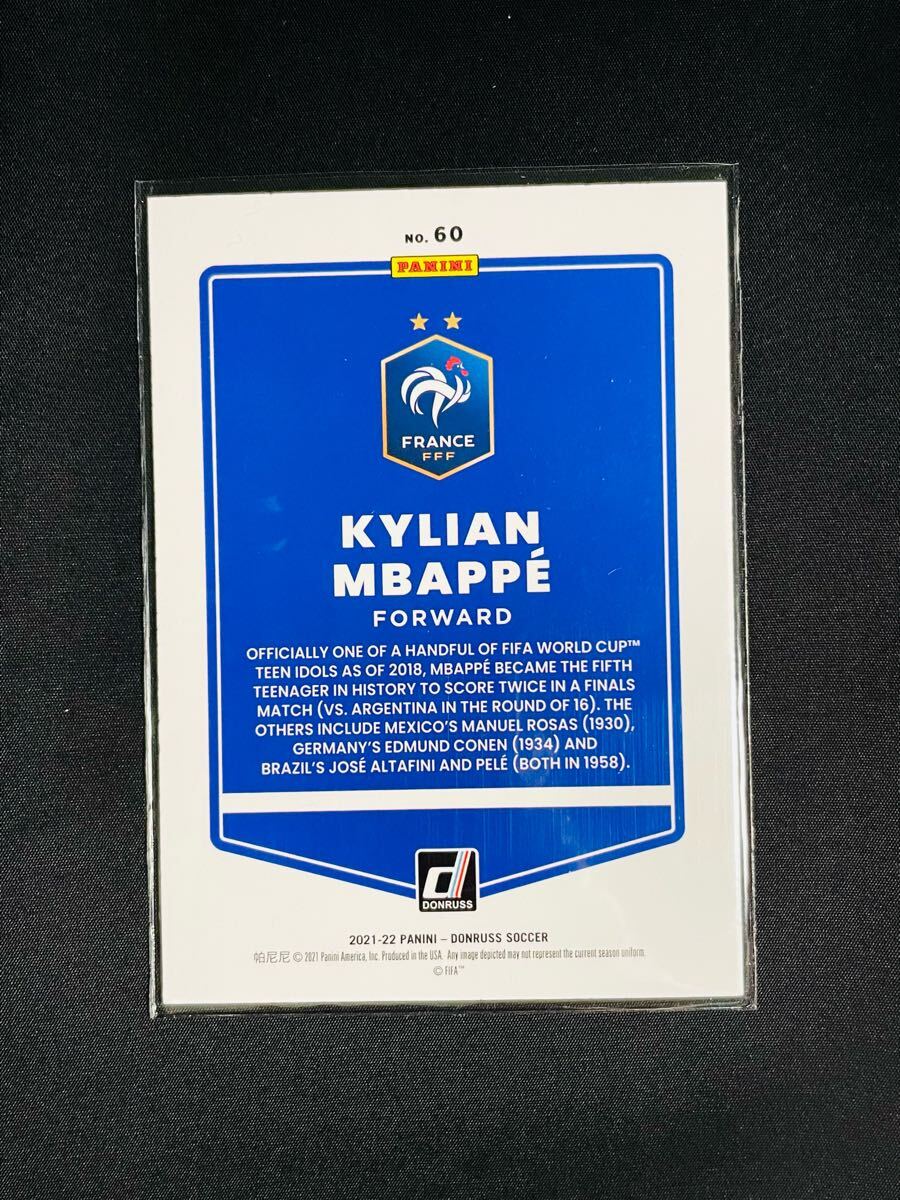 NO. 60
PANINI
FRANCE
FFF
KYLIAN
MBAPPÉ
FORWARD
OFFICIALLY ONE OF A HANDFUL OF FIFA WORLD CUP™
TEEN IDOLS AS OF 2018, MBAPPÉ BECAME THE FIFTH
TEENAGER IN HISTORY TO SCORE TWICE IN A FINALS
MATCH (VS. ARGENTINA IN THE ROUND OF 16). THE
OTHERS INCLUDE MEXICO'S MANUEL ROSAS (1930),
GERMANY'S EDMUND CONEN (1934) AND
BRAZIL'S JOSÉ ALTAFINI AND PELÉ (BOTH IN 1958).
d
DONRUSS
2021-22 PANINI – DONRUSS SOCCER
帕尼尼 © 2021 Panini America, Inc. Produced in the USA. Any image depicted may not represent the current season uniform.
© FIFA™